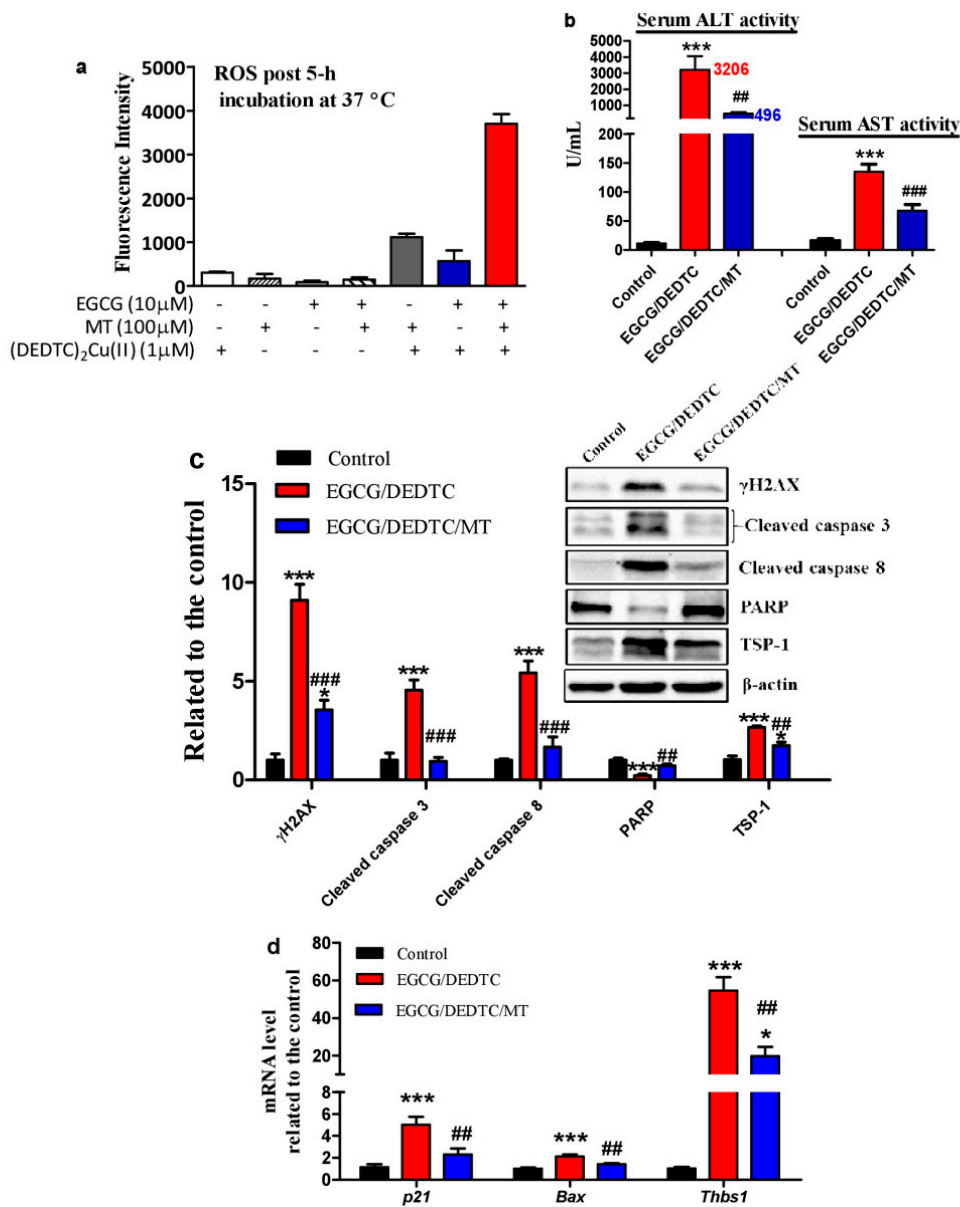 a
ROS post 5-h
incubation at 37 °C
Fluorescence Intensity
5000
4000
3000
2000
1000
0
EGCG (10μM) - - + + - + +
MT (100μM) - + - + + - +
(DEDTC)2Cu(II) (1μM) + - - - + + +
b
Serum ALT activity
U/mL
5000
4000
3000
2000
1000
200
150
100
50
0
***
3206
##
496
Serum AST activity
***
###
Control
EGCG/DEDTC
EGCG/DEDTC/MT
Control
EGCG/DEDTC
EGCG/DEDTC/MT
c
Control
EGCG/DEDTC
EGCG/DEDTC/MT
Related to the control
15
10
5
0
***
###
*
***
###
***
###
***
##
***
##
*
γH2AX
Cleaved caspase 3
Cleaved caspase 8
PARP
TSP-1
Control
EGCG/DEDTC
EGCG/DEDTC/MT
γH2AX
Cleaved caspase 3
Cleaved caspase 8
PARP
TSP-1
β-actin
d
Control
EGCG/DEDTC
EGCG/DEDTC/MT
mRNA level
related to the control
80
60
40
20
8
6
4
2
0
***
##
***
##
***
##
*
p21
Bax
Thbs1